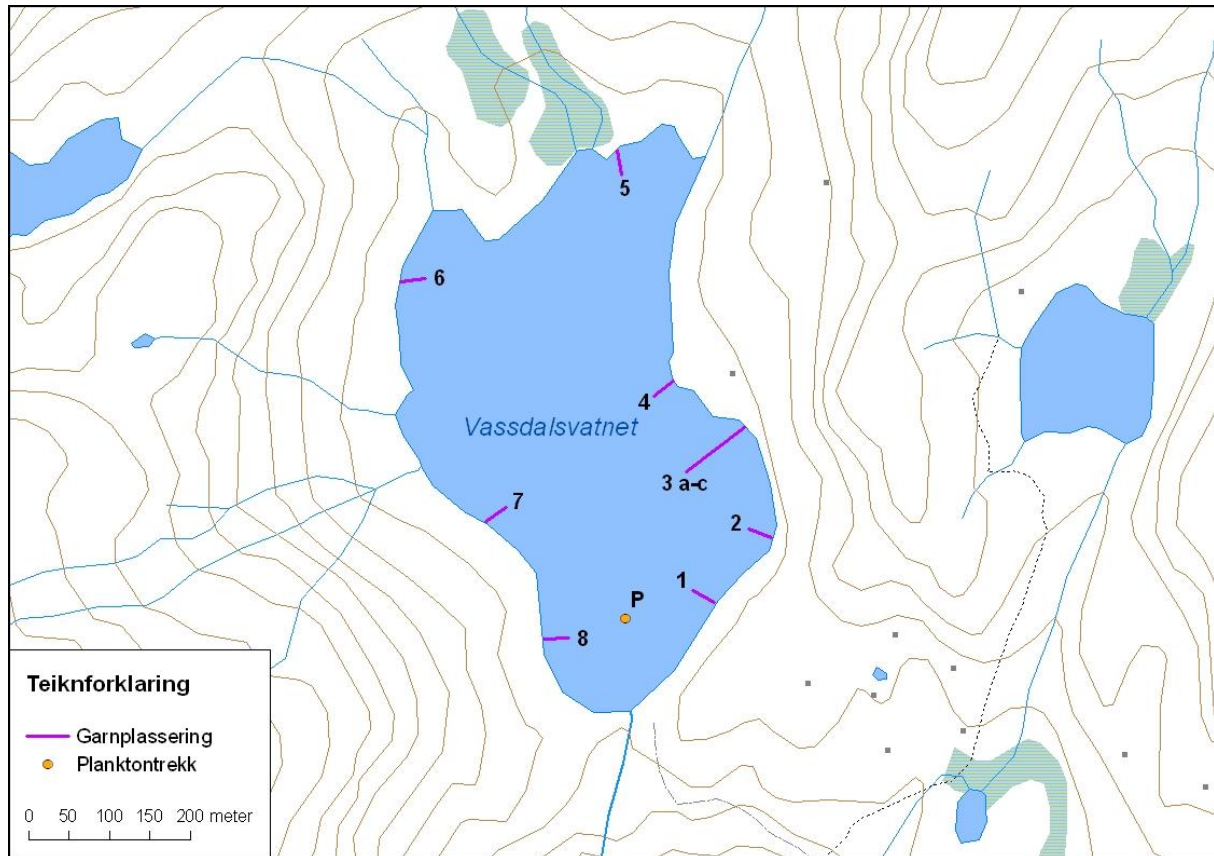 5
6
4
Vassdalsvatnet
3 a-c
7
2
1
P
8
Teiknforklaring
Garnplassering
Planktontrekk
0 50 100 150 200 meter